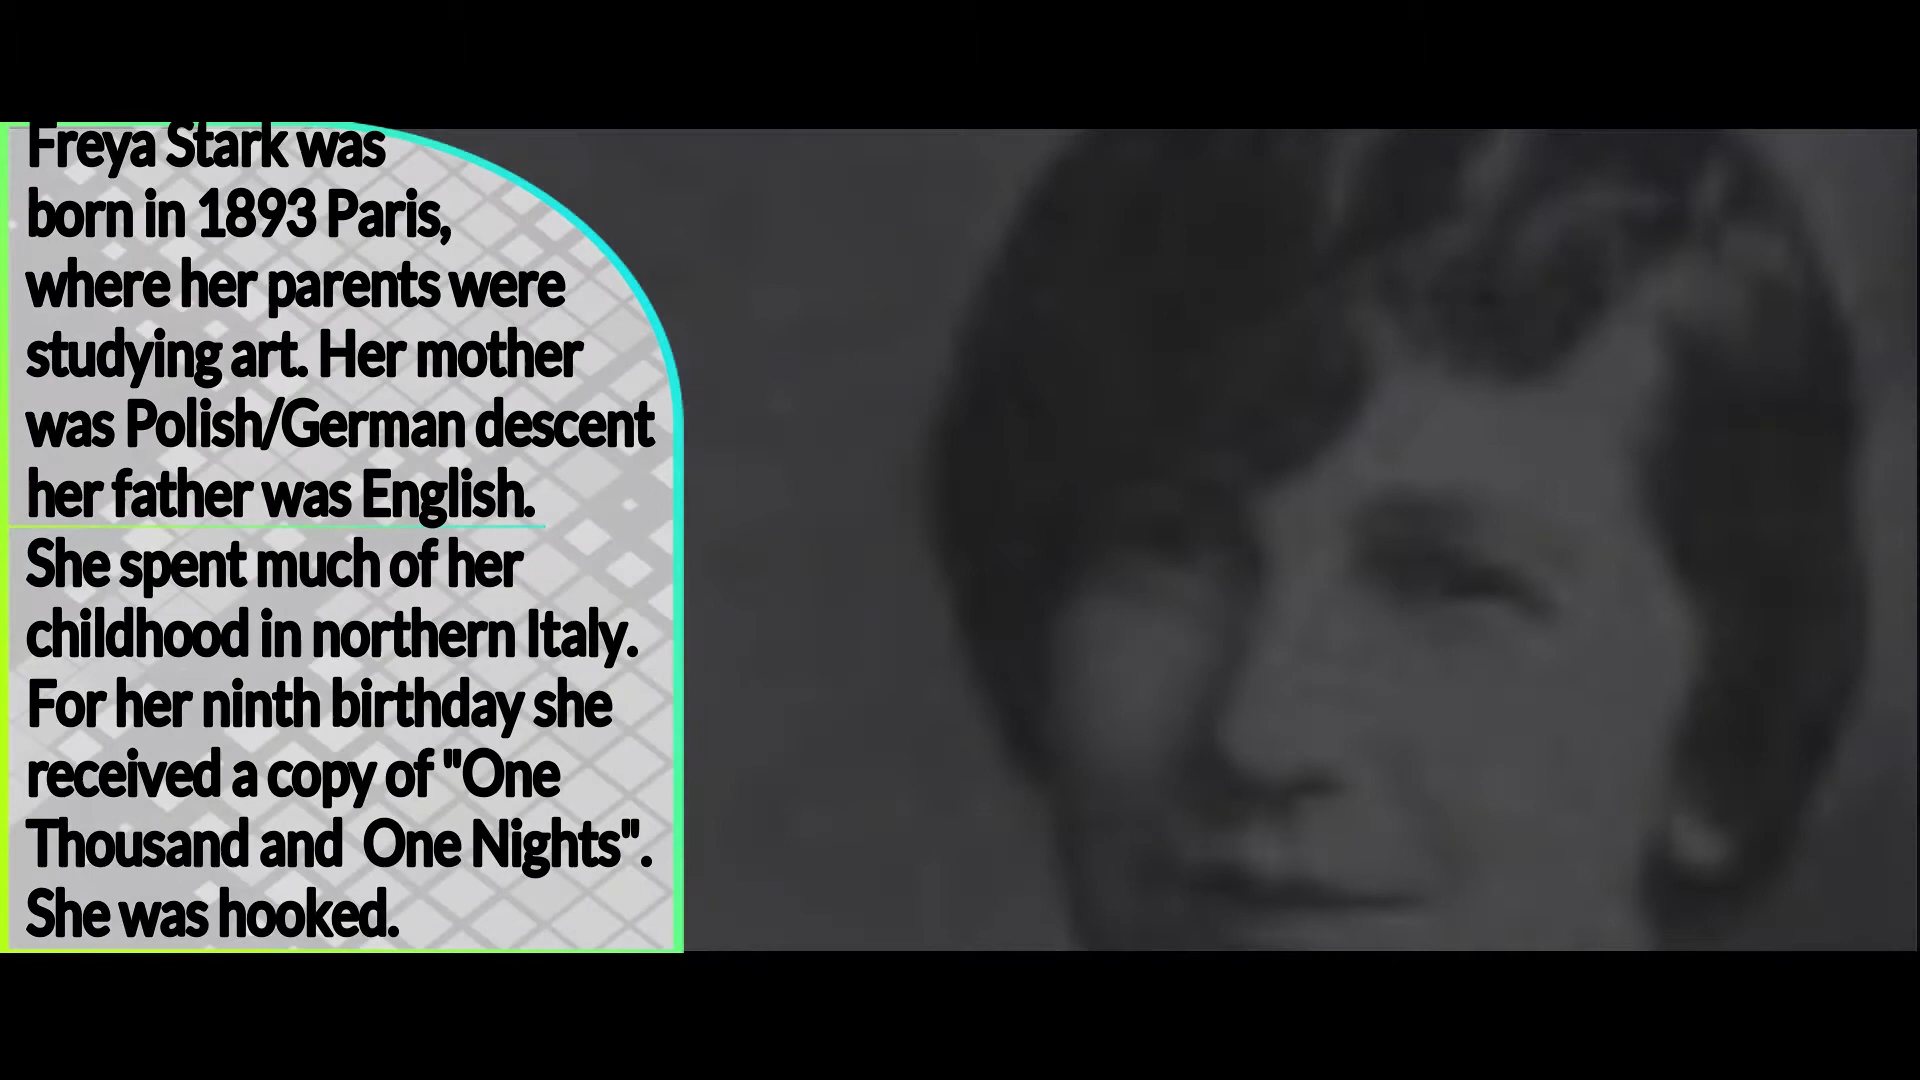 Freya Stark was
born in 1893 Paris,
where her parents were
studying art. Her mother
was Polish/German descent
her father was English.
She spent much of her
childhood in northern Italy.
For her ninth birthday she
received a copy of "One
Thousand and  One Nights".
She was hooked.